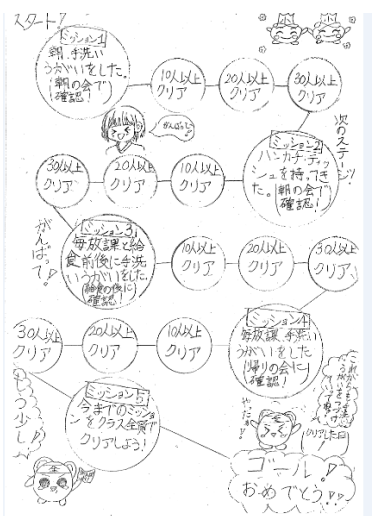 スタート!
ミッション1
朝、手洗い
うがいをした。
(朝の会で
確認!)
10人以上
クリア
20人以上
クリア
30人以上
クリア
次のステージ!
がんばって!
ミッション2
ハンカチ・ティッ
シュを持ってき
た。(朝の会で
確認!)
10人以上
クリア
20人以上
クリア
30人以上
クリア
がんばって!
ミッション3
毎放課と給
食前後に手洗
いうがいをした。
(給食の後に
確認!)
10人以上
クリア
20人以上
クリア
30人以上
クリア
ミッション4
毎放課、手洗い
うがいをした
(帰りの会に
確認!)
10人以上
クリア
20人以上
クリア
30人以上
クリア
もう少し!!
ミッション5
今までのミッショ
ンをクラス全員で
クリアしよう!
クリアしたね
やったぁ!
ゴール!!
おめでとう!!